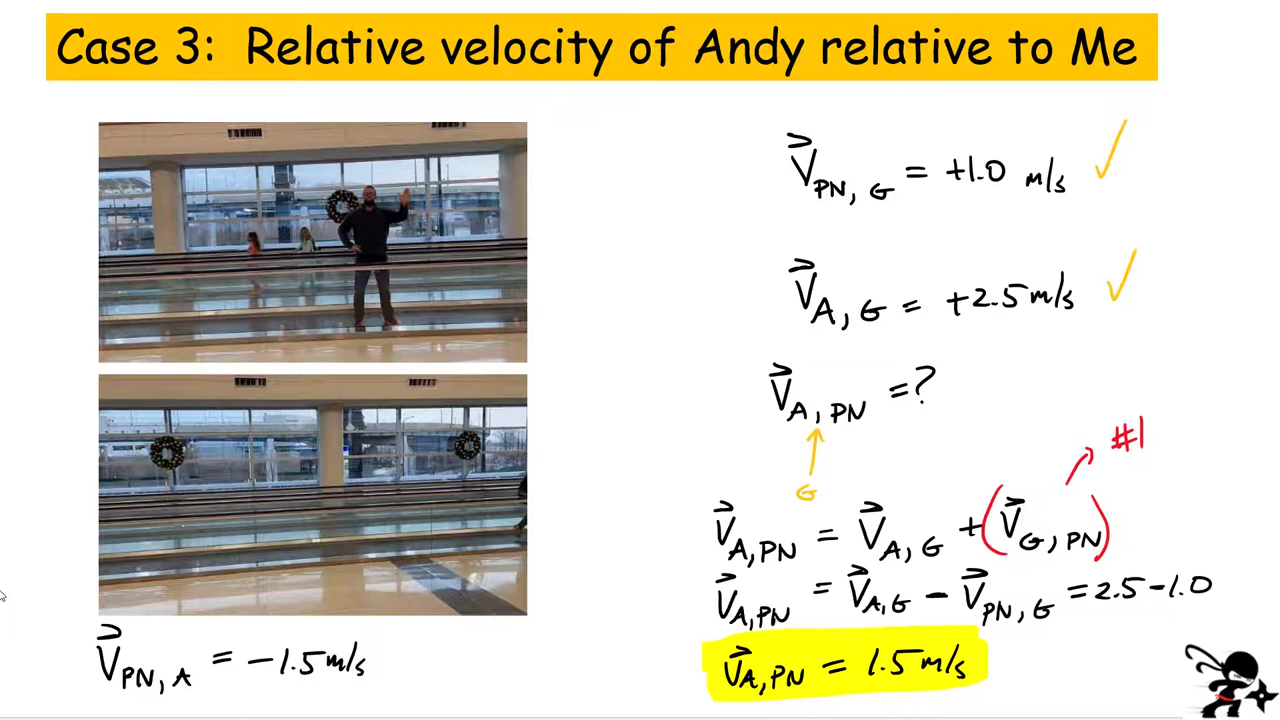 Case 3: Relative velocity of Andy relative to Me
V⃗PN, G = +1.0 m/s ✓
V⃗A, G = +2.5 m/s ✓
V⃗A, PN = ?
#1
G
V⃗A,PN = V⃗A, G + (V⃗G, PN)
V⃗A,PN = V⃗A,G - V⃗PN, G = 2.5 - 1.0
V⃗PN, A = -1.5 m/s
V⃗A,PN = 1.5 m/s